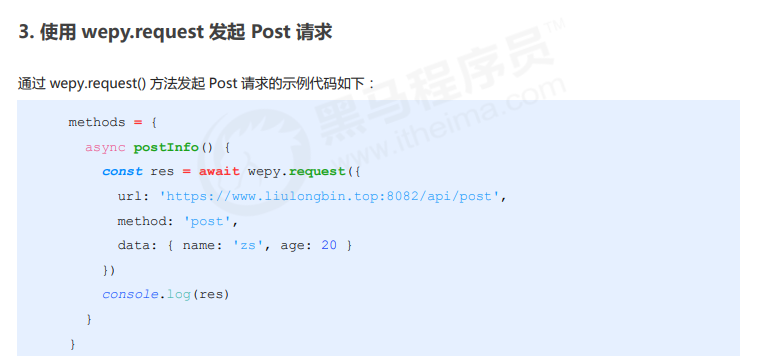 3. 使用 wepy.request 发起 Post 请求
通过 wepy.request() 方法发起 Post 请求的示例代码如下：
methods = {
async postInfo() {
const res = await wepy.request({
url: 'https://www.liulongbin.top:8082/api/post',
method: 'post',
data: { name: 'zs', age: 20 }
})
console.log(res)
}
}
黑马程序员™
www.itheima.com